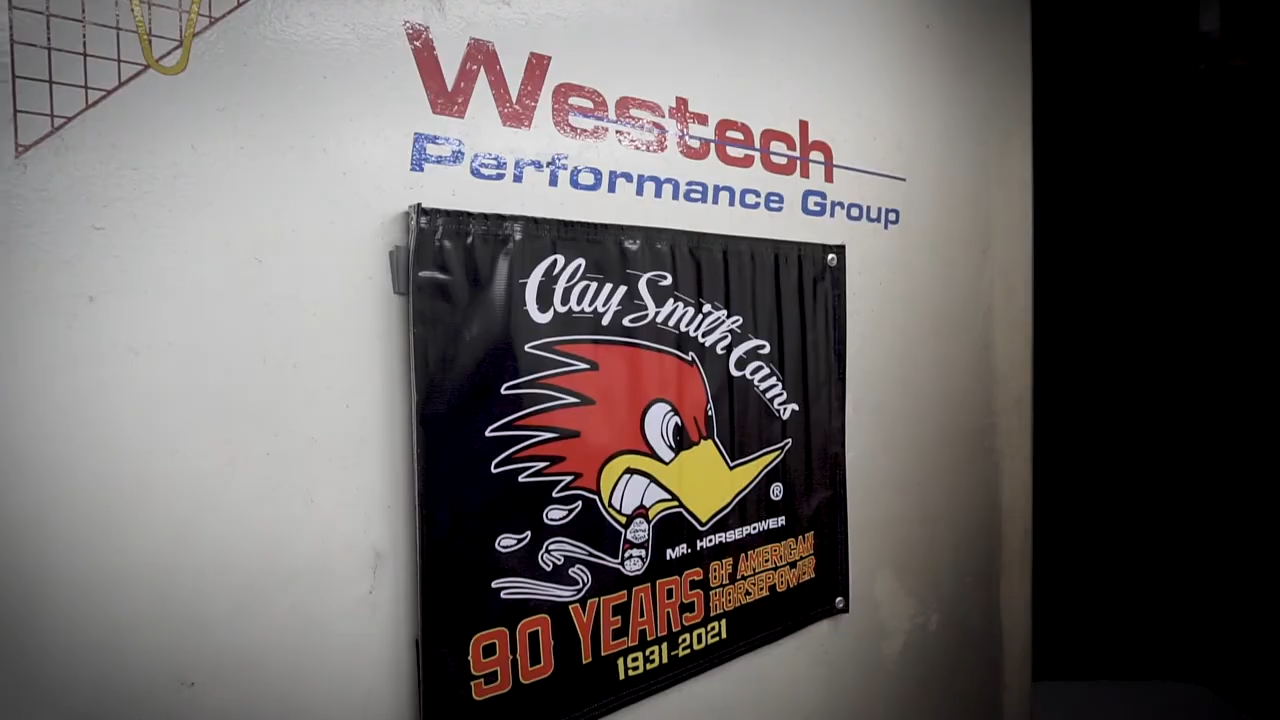 Westech
Performance Group
Clay Smith Cams
®
MR. HORSEPOWER
90 YEARS OF AMERICAN HORSEPOWER
1931-2021